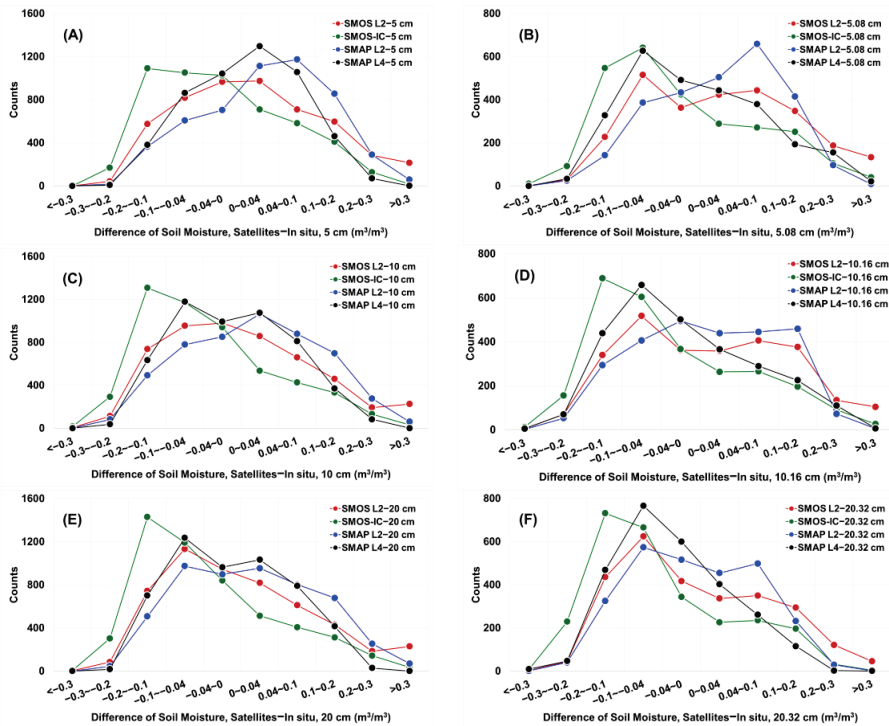 (A)
SMOS L2−5 cm
SMOS-IC−5 cm
SMAP L2−5 cm
SMAP L4−5 cm
Counts
1600
1200
800
400
0
<−0.3 −0.3−−0.2 −0.2−−0.1 −0.1−−0.04 −0.04−0 0−0.04 0.04−0.1 0.1−0.2 0.2−0.3 >0.3
Difference of Soil Moisture, Satellites−In situ, 5 cm (m³/m³)
(B)
SMOS L2−5.08 cm
SMOS-IC−5.08 cm
SMAP L2−5.08 cm
SMAP L4−5.08 cm
Counts
800
600
400
200
0
<−0.3 −0.3−−0.2 −0.2−−0.1 −0.1−−0.04 −0.04−0 0−0.04 0.04−0.1 0.1−0.2 0.2−0.3 >0.3
Difference of Soil Moisture, Satellites−In situ, 5.08 cm (m³/m³)
(C)
SMOS L2−10 cm
SMOS-IC−10 cm
SMAP L2−10 cm
SMAP L4−10 cm
Counts
1600
1200
800
400
0
<−0.3 −0.3−−0.2 −0.2−−0.1 −0.1−−0.04 −0.04−0 0−0.04 0.04−0.1 0.1−0.2 0.2−0.3 >0.3
Difference of Soil Moisture, Satellites−In situ, 10 cm (m³/m³)
(D)
SMOS L2−10.16 cm
SMOS-IC−10.16 cm
SMAP L2−10.16 cm
SMAP L4−10.16 cm
Counts
800
600
400
200
0
<−0.3 −0.3−−0.2 −0.2−−0.1 −0.1−−0.04 −0.04−0 0−0.04 0.04−0.1 0.1−0.2 0.2−0.3 >0.3
Difference of Soil Moisture, Satellites−In situ, 10.16 cm (m³/m³)
(E)
SMOS L2−20 cm
SMOS-IC−20 cm
SMAP L2−20 cm
SMAP L4−20 cm
Counts
1600
1200
800
400
0
<−0.3 −0.3−−0.2 −0.2−−0.1 −0.1−−0.04 −0.04−0 0−0.04 0.04−0.1 0.1−0.2 0.2−0.3 >0.3
Difference of Soil Moisture, Satellites−In situ, 20 cm (m³/m³)
(F)
SMOS L2−20.32 cm
SMOS-IC−20.32 cm
SMAP L2−20.32 cm
SMAP L4−20.32 cm
Counts
800
600
400
200
0
<−0.3 −0.3−−0.2 −0.2−−0.1 −0.1−−0.04 −0.04−0 0−0.04 0.04−0.1 0.1−0.2 0.2−0.3 >0.3
Difference of Soil Moisture, Satellites−In situ, 20.32 cm (m³/m³)